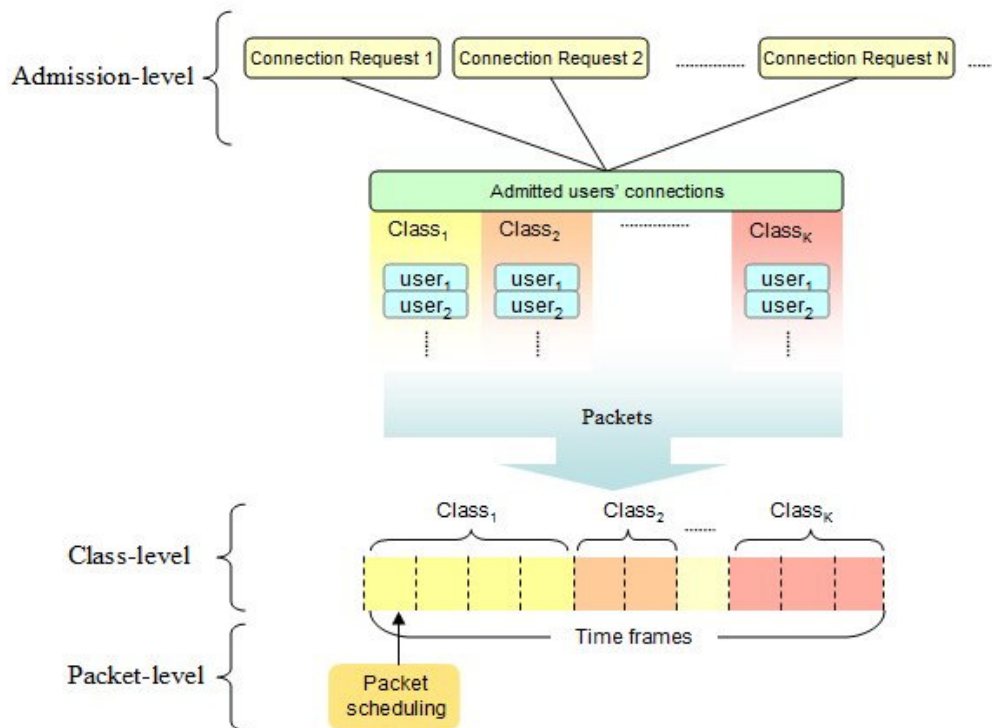 Admission-level
Connection Request 1
Connection Request 2
Connection Request N
Admitted users' connections
Class1
Class2
ClassK
user1
user1
user1
user2
user2
user2
Packets
Class-level
Class1
Class2
ClassK
Time frames
Packet-level
Packet
scheduling